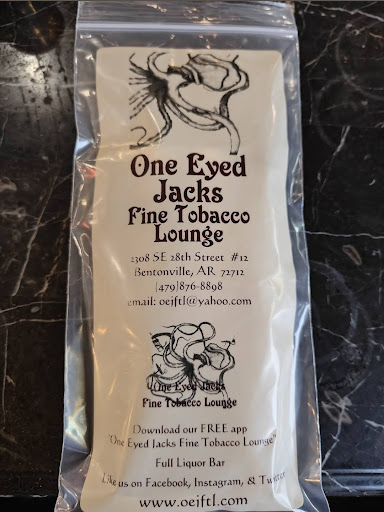 One Eyed
Jacks
Fine Tobacco
Lounge
2308 SE 28th Street #12
Bentonville, AR 72712
(479)876-8898
email: oejftl@yahoo.com
One Eyed Jacks
Fine Tobacco Lounge
Download our FREE app
"One Eyed Jacks Fine Tobacco Lounge"
Full Liquor Bar
Like us on Facebook, Instagram, & Twitter
www.oejftl.com